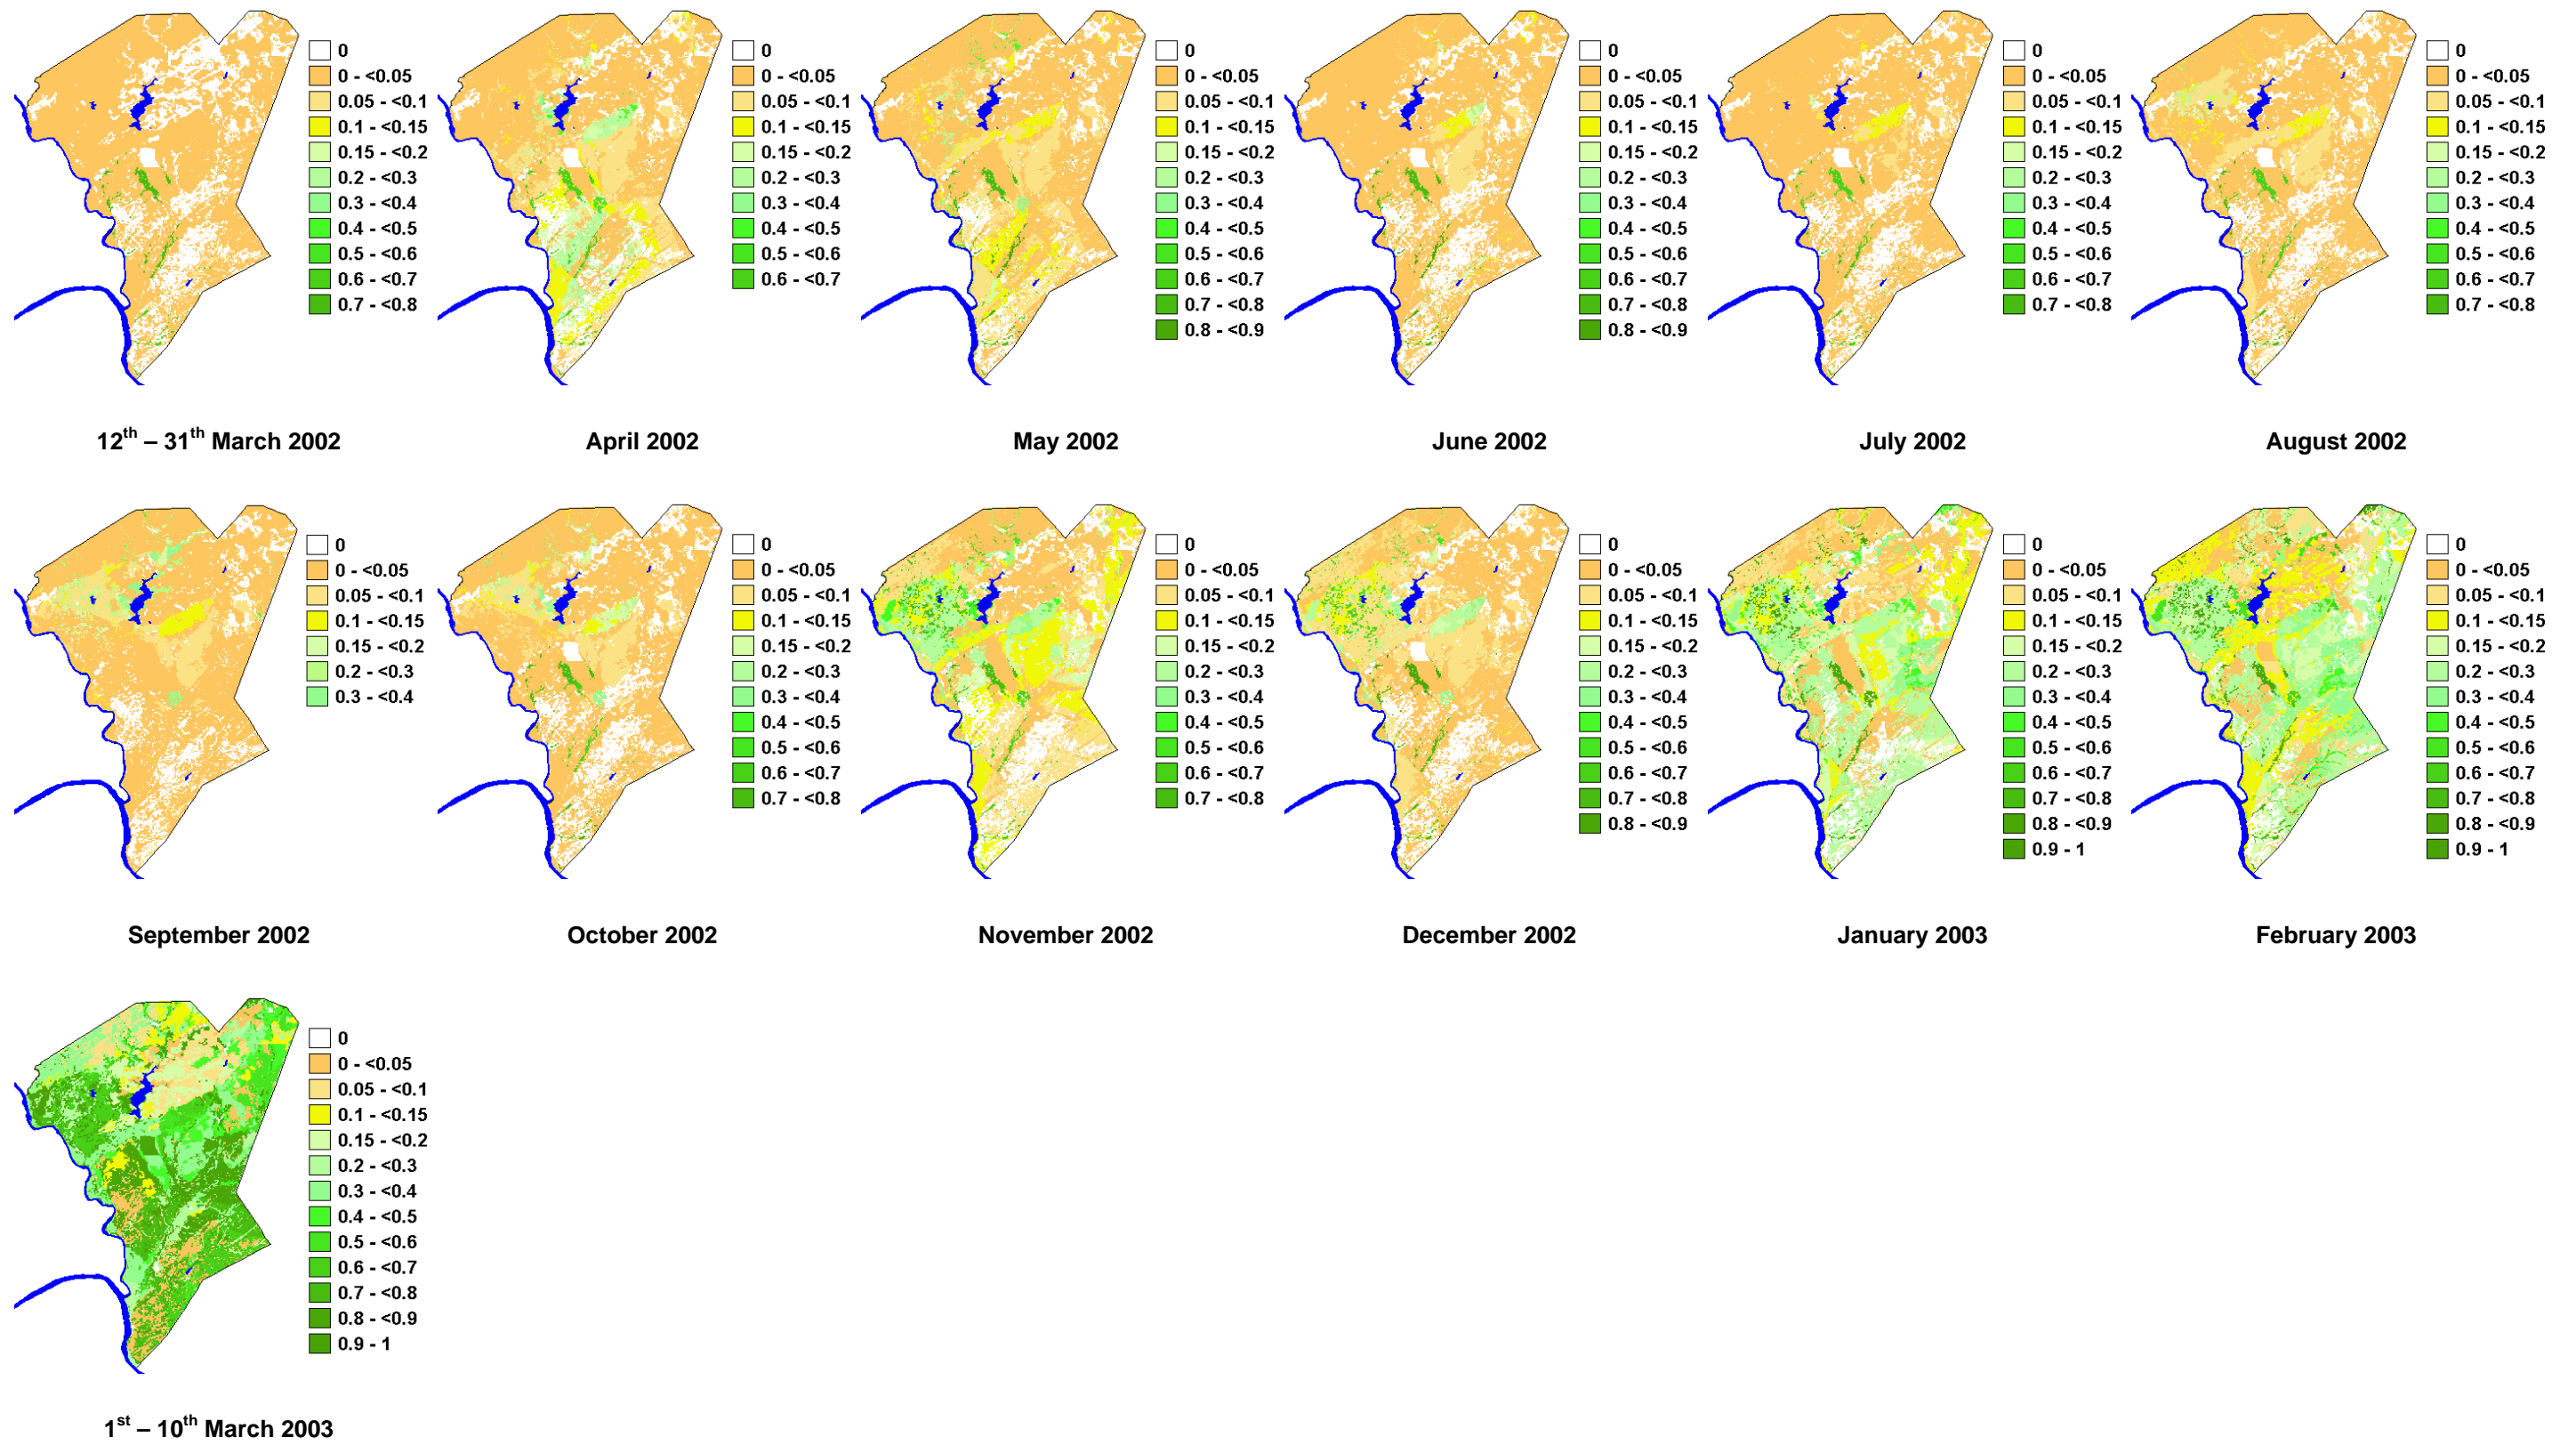 0
0 - <0.05
0.05 - <0.1
0.1 - <0.15
0.15 - <0.2
0.2 - <0.3
0.3 - <0.4
0.4 - <0.5
0.5 - <0.6
0.6 - <0.7
0.7 - <0.8
12th – 31th March 2002
0
0 - <0.05
0.05 - <0.1
0.1 - <0.15
0.15 - <0.2
0.2 - <0.3
0.3 - <0.4
0.4 - <0.5
0.5 - <0.6
0.6 - <0.7
April 2002
0
0 - <0.05
0.05 - <0.1
0.1 - <0.15
0.15 - <0.2
0.2 - <0.3
0.3 - <0.4
0.4 - <0.5
0.5 - <0.6
0.6 - <0.7
0.7 - <0.8
0.8 - <0.9
May 2002
0
0 - <0.05
0.05 - <0.1
0.1 - <0.15
0.15 - <0.2
0.2 - <0.3
0.3 - <0.4
0.4 - <0.5
0.5 - <0.6
0.6 - <0.7
0.7 - <0.8
0.8 - <0.9
June 2002
0
0 - <0.05
0.05 - <0.1
0.1 - <0.15
0.15 - <0.2
0.2 - <0.3
0.3 - <0.4
0.4 - <0.5
0.5 - <0.6
0.6 - <0.7
0.7 - <0.8
July 2002
0
0 - <0.05
0.05 - <0.1
0.1 - <0.15
0.15 - <0.2
0.2 - <0.3
0.3 - <0.4
0.4 - <0.5
0.5 - <0.6
0.6 - <0.7
0.7 - <0.8
August 2002
0
0 - <0.05
0.05 - <0.1
0.1 - <0.15
0.15 - <0.2
0.2 - <0.3
0.3 - <0.4
September 2002
0
0 - <0.05
0.05 - <0.1
0.1 - <0.15
0.15 - <0.2
0.2 - <0.3
0.3 - <0.4
0.4 - <0.5
0.5 - <0.6
0.6 - <0.7
0.7 - <0.8
October 2002
0
0 - <0.05
0.05 - <0.1
0.1 - <0.15
0.15 - <0.2
0.2 - <0.3
0.3 - <0.4
0.4 - <0.5
0.5 - <0.6
0.6 - <0.7
0.7 - <0.8
November 2002
0
0 - <0.05
0.05 - <0.1
0.1 - <0.15
0.15 - <0.2
0.2 - <0.3
0.3 - <0.4
0.4 - <0.5
0.5 - <0.6
0.6 - <0.7
0.7 - <0.8
0.8 - <0.9
December 2002
0
0 - <0.05
0.05 - <0.1
0.1 - <0.15
0.15 - <0.2
0.2 - <0.3
0.3 - <0.4
0.4 - <0.5
0.5 - <0.6
0.6 - <0.7
0.7 - <0.8
0.8 - <0.9
0.9 - 1
January 2003
0
0 - <0.05
0.05 - <0.1
0.1 - <0.15
0.15 - <0.2
0.2 - <0.3
0.3 - <0.4
0.4 - <0.5
0.5 - <0.6
0.6 - <0.7
0.7 - <0.8
0.8 - <0.9
0.9 - 1
February 2003
0
0 - <0.05
0.05 - <0.1
0.1 - <0.15
0.15 - <0.2
0.2 - <0.3
0.3 - <0.4
0.4 - <0.5
0.5 - <0.6
0.6 - <0.7
0.7 - <0.8
0.8 - <0.9
0.9 - 1
1st – 10th March 2003